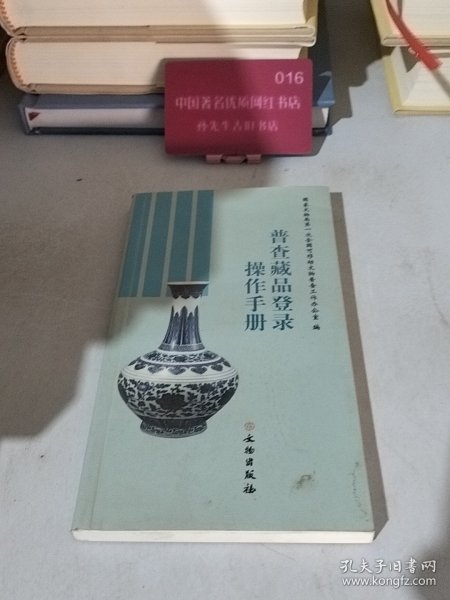 016
中国著名优质网红书店
孙先生古旧书店
国家文物局第一次全国可移动文物普查工作办公室 编
普查藏品登录
操作手册
文物出版社
孔夫子旧书网
www.kongfz.com